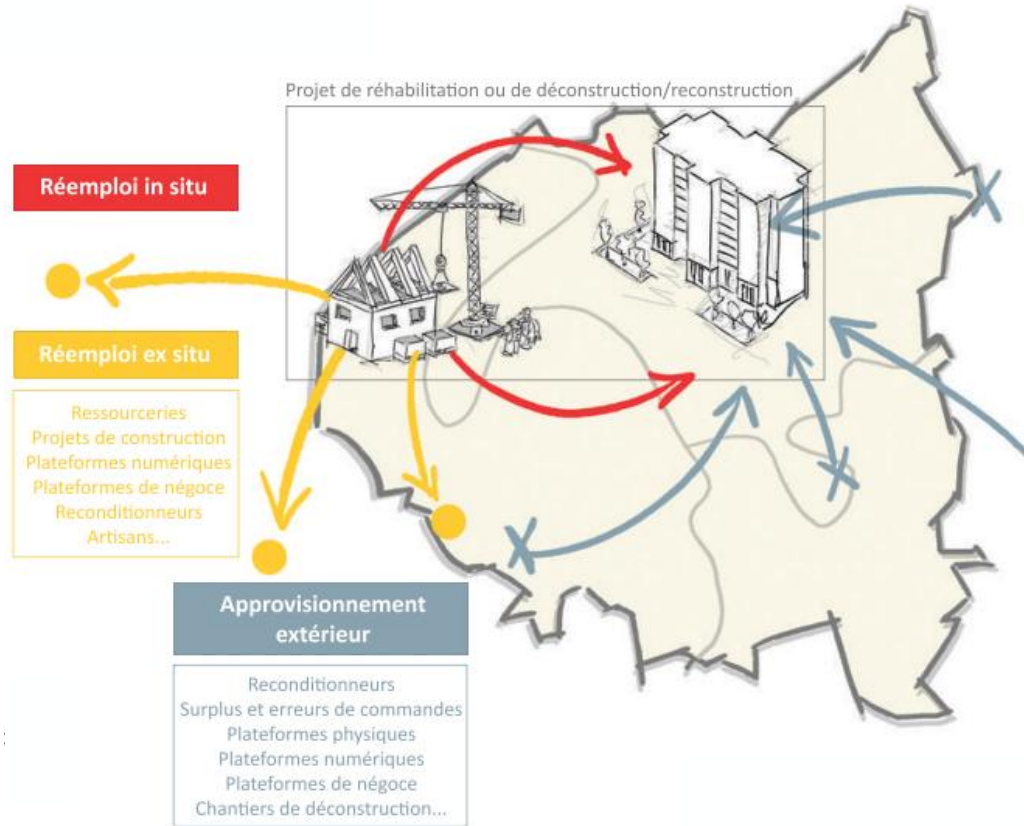 Projet de réhabilitation ou de déconstruction/reconstruction
Réemploi in situ
Réemploi ex situ
Ressourceries
Projets de construction
Plateformes numériques
Plateformes de négoce
Reconditionneurs
Artisans...
Approvisionnement
extérieur
Reconditionneurs
Surplus et erreurs de commandes
Plateformes physiques
Plateformes numériques
Plateformes de négoce
Chantiers de déconstruction...